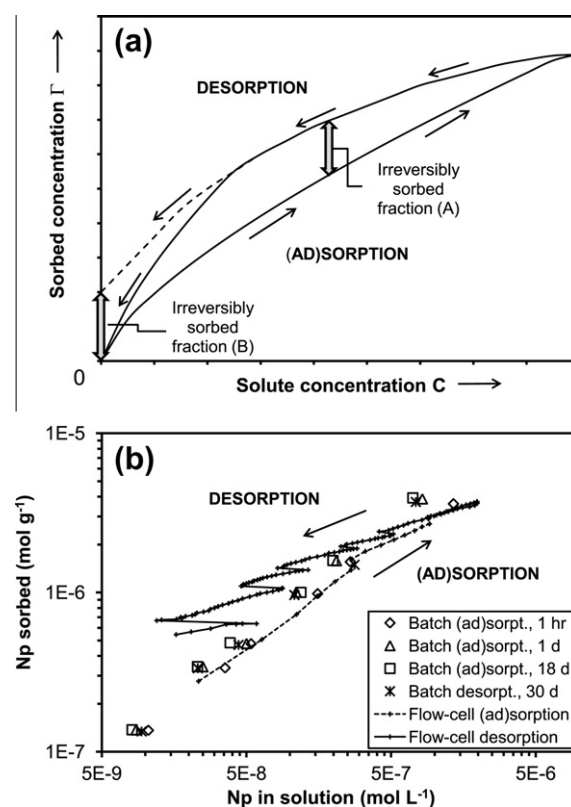 (a)
DESORPTION
Irreversibly
sorbed
fraction (A)
(AD)SORPTION
Irreversibly
sorbed
fraction (B)
Sorbed concentration Γ
0
Solute concentration C
(b)
1E-5
DESORPTION
(AD)SORPTION
1E-6
Np sorbed (mol g⁻¹)
Batch (ad)sorpt., 1 hr
Batch (ad)sorpt., 1 d
Batch (ad)sorpt., 18 d
Batch desorpt., 30 d
Flow-cell (ad)sorption
Flow-cell desorption
1E-7
5E-9 5E-8 5E-7 5E-6
Np in solution (mol L⁻¹)